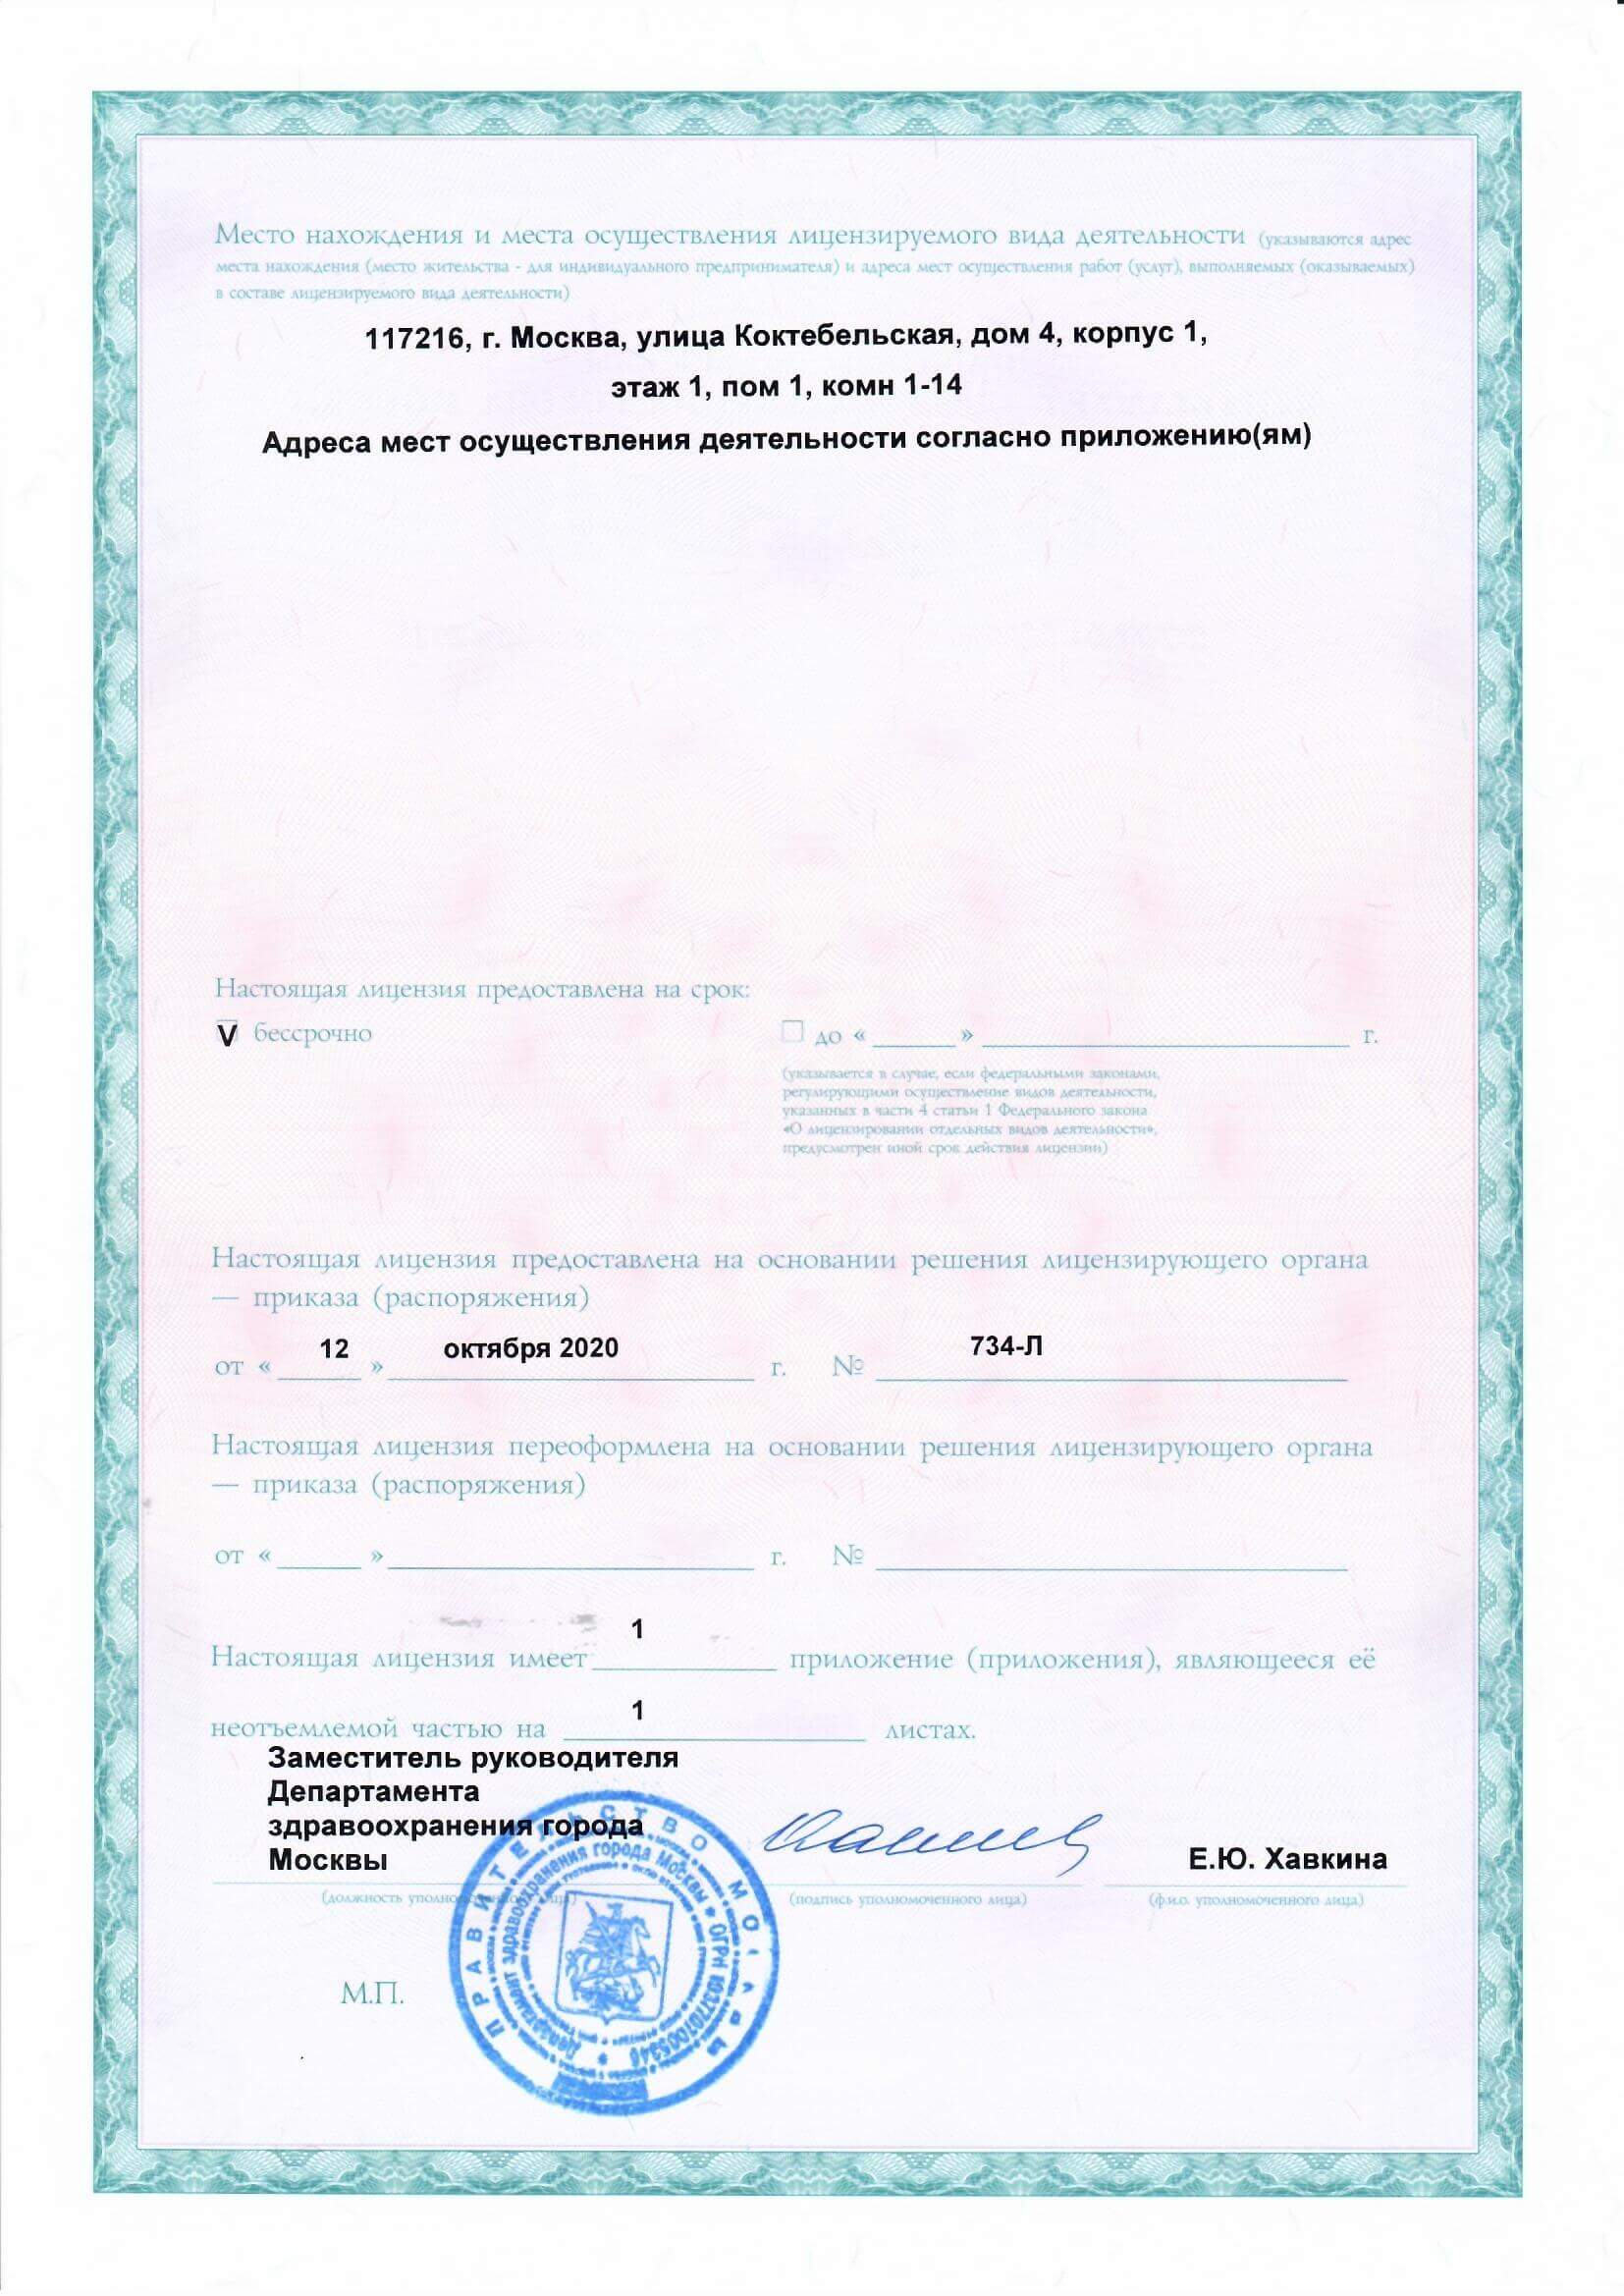 Место нахождения и места осуществления лицензируемого вида деятельности (указываются адрес
места нахождения (место жительства - для индивидуального предпринимателя) и адреса мест осуществления работ (услуг), выполняемых (оказываемых)
в составе лицензируемого вида деятельности)
117216, г. Москва, улица Коктебельская, дом 4, корпус 1,
этаж 1, пом 1, комн 1-14
Адреса мест осуществления деятельности согласно приложению(ям)
Настоящая лицензия предоставлена на срок:
V бессрочно
до « » г.
(указывается в случае, если федеральными законами,
регулирующими осуществление видов деятельности,
указанных в части 4 статьи 1 Федерального закона
«О лицензировании отдельных видов деятельности»,
предусмотрен иной срок действия лицензии)
Настоящая лицензия предоставлена на основании решения лицензирующего органа
— приказа (распоряжения)
от « 12 » октября 2020 г. № 734-Л
Настоящая лицензия переоформлена на основании решения лицензирующего органа
— приказа (распоряжения)
от « » г. №
Настоящая лицензия имеет 1 приложение (приложения), являющееся её
неотъемлемой частью на 1 листах.
Заместитель руководителя
Департамента
здравоохранения города
Москвы
Е.Ю. Хавкина
(должность уполномоченного лица)
(подпись уполномоченного лица)
(ф.и.о. уполномоченного лица)
М.П.
ПРАВИТЕЛЬСТВО МОСКВЫ
Департамент здравоохранения города Москвы
ОГРН 1037707005346